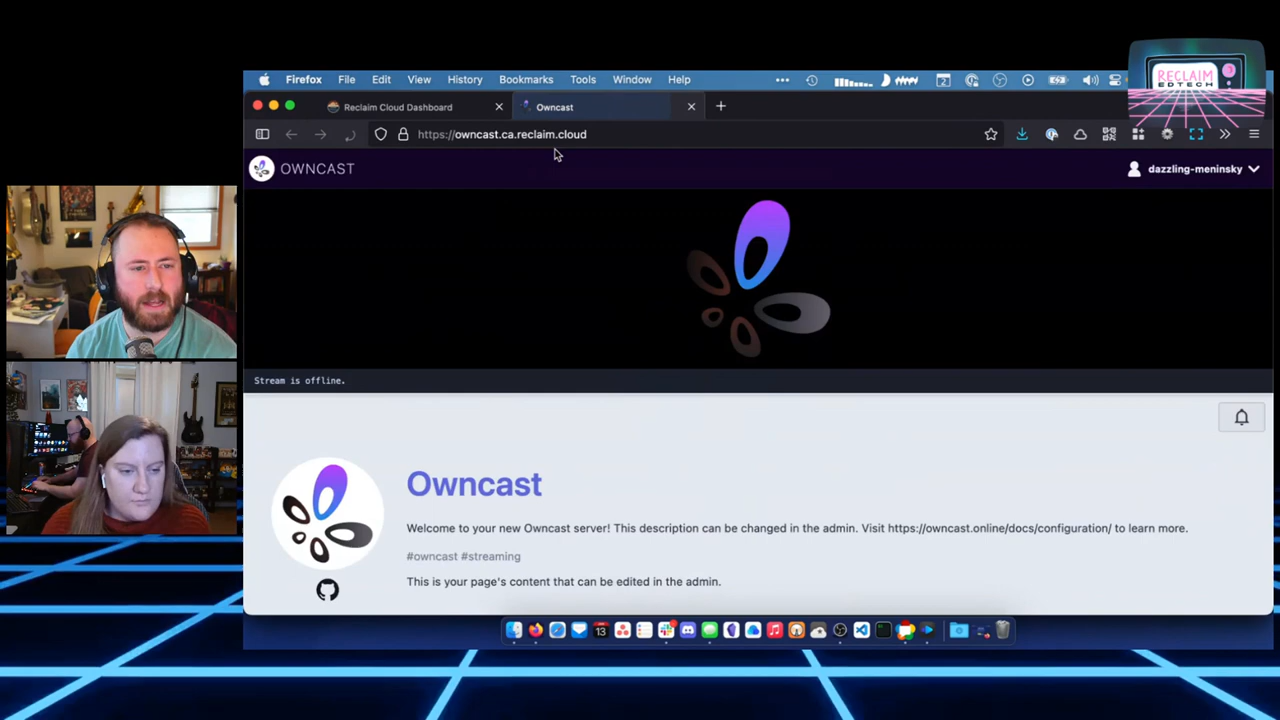 RECLAIM
EDTECH
Firefox File Edit View History Bookmarks Tools Window Help
Reclaim Cloud Dashboard
Owncast
https://owncast.ca.reclaim.cloud
OWNCAST
dazzling-meninsky
Stream is offline.
Owncast
Welcome to your new Owncast server! This description can be changed in the admin. Visit https://owncast.online/docs/configuration/ to learn more.
#owncast #streaming
This is your page's content that can be edited in the admin.
13